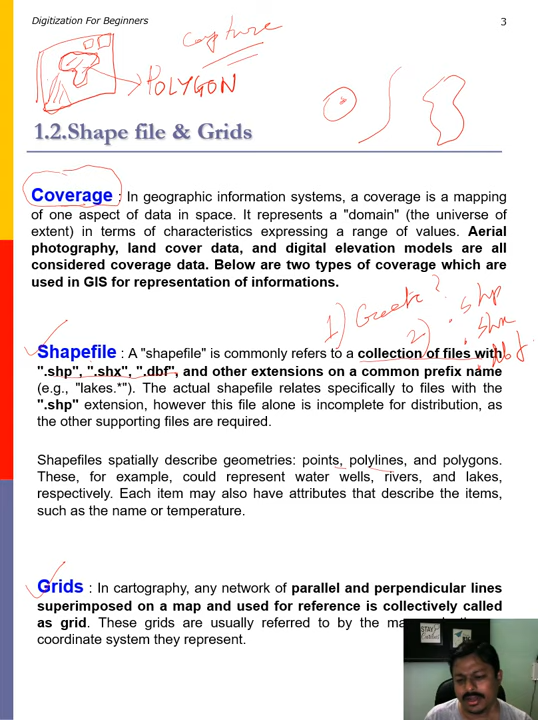 Digitization For Beginners
3
capture
POLYGON
1.2.Shape file & Grids
Coverage : In geographic information systems, a coverage is a mapping
of one aspect of data in space. It represents a "domain" (the universe of
extent) in terms of characteristics expressing a range of values. Aerial
photography, land cover data, and digital elevation models are all
considered coverage data. Below are two types of coverage which are
used in GIS for representation of informations.
1) Create ?
2) . shp
. shx
. dbf
Shapefile : A "shapefile" is commonly refers to a collection of files with
".shp", ".shx", ".dbf", and other extensions on a common prefix name
(e.g., "lakes.*"). The actual shapefile relates specifically to files with the
".shp" extension, however this file alone is incomplete for distribution, as
the other supporting files are required.
Shapefiles spatially describe geometries: points, polylines, and polygons.
These, for example, could represent water wells, rivers, and lakes,
respectively. Each item may also have attributes that describe the items,
such as the name or temperature.
Grids : In cartography, any network of parallel and perpendicular lines
superimposed on a map and used for reference is collectively called
as grid. These grids are usually referred to by the
coordinate system they represent.
STAY